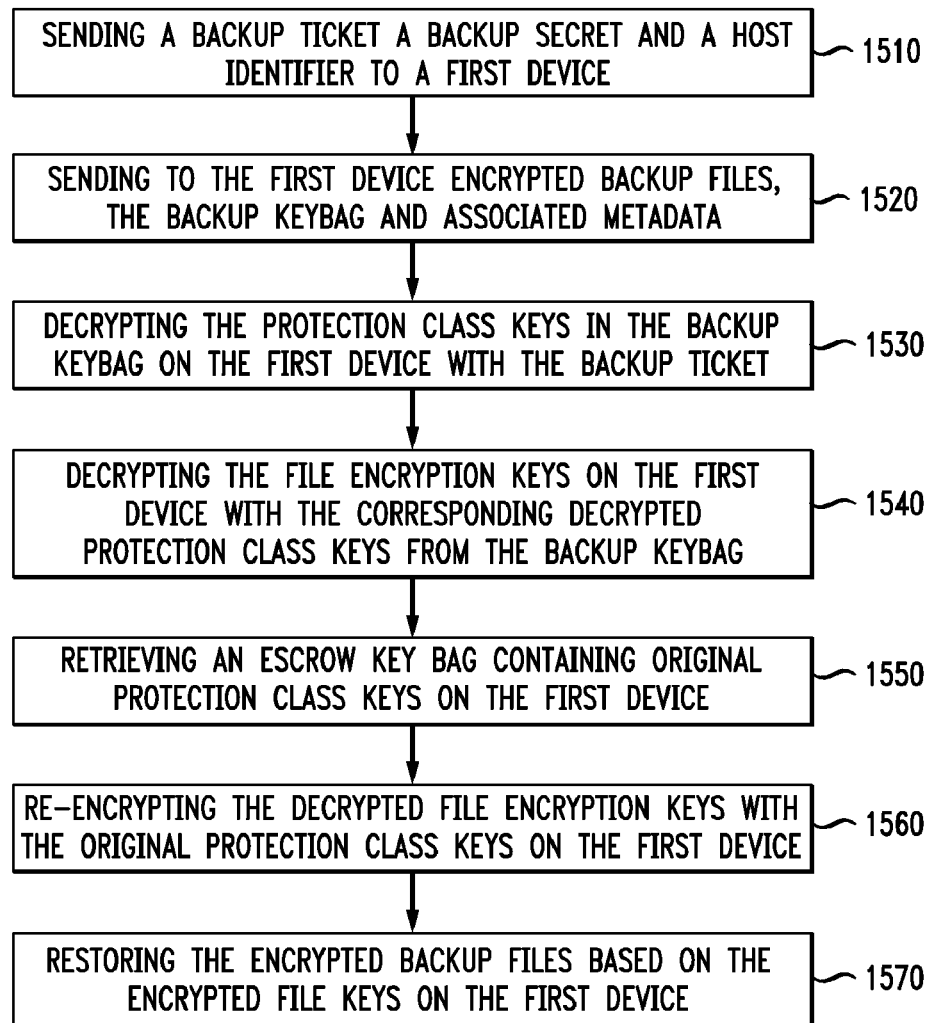 SENDING A BACKUP TICKET A BACKUP SECRET AND A HOST
IDENTIFIER TO A FIRST DEVICE
1510
SENDING TO THE FIRST DEVICE ENCRYPTED BACKUP FILES,
THE BACKUP KEYBAG AND ASSOCIATED METADATA
1520
DECRYPTING THE PROTECTION CLASS KEYS IN THE BACKUP
KEYBAG ON THE FIRST DEVICE WITH THE BACKUP TICKET
1530
DECRYPTING THE FILE ENCRYPTION KEYS ON THE FIRST
DEVICE WITH THE CORRESPONDING DECRYPTED
PROTECTION CLASS KEYS FROM THE BACKUP KEYBAG
1540
RETRIEVING AN ESCROW KEY BAG CONTAINING ORIGINAL
PROTECTION CLASS KEYS ON THE FIRST DEVICE
1550
RE-ENCRYPTING THE DECRYPTED FILE ENCRYPTION KEYS WITH
THE ORIGINAL PROTECTION CLASS KEYS ON THE FIRST DEVICE
1560
RESTORING THE ENCRYPTED BACKUP FILES BASED ON THE
ENCRYPTED FILE KEYS ON THE FIRST DEVICE
1570